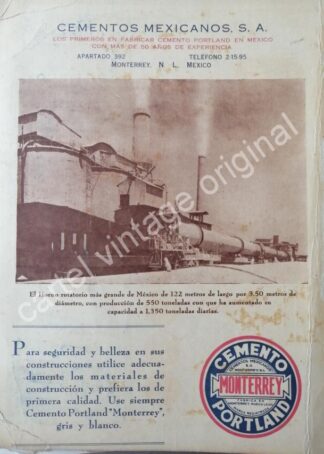 CEMENTOS MEXICANOS, S. A.
LOS PRIMEROS EN FABRICAR CEMENTO PORTLAND EN MEXICO
CON MAS DE 50 AÑOS DE EXPERIENCIA
APARTADO 392 TELEFONO 2-15-95
MONTERREY, N. L. MEXICO
cartel vintage original
El Horno rotatorio más grande de México de 122 metros de largo por 3.50 metros de
diámetro, con producción de 550 toneladas con que ha aumentado su
capacidad a 1,350 toneladas diarias.
Para seguridad y belleza en sus
construcciones utilice adecua-
damente los materiales de
construcción y prefiera los de
primera calidad. Use siempre
Cemento Portland "Monterrey",
gris y blanco.
CEMENTO
MONTERREY
PORTLAND